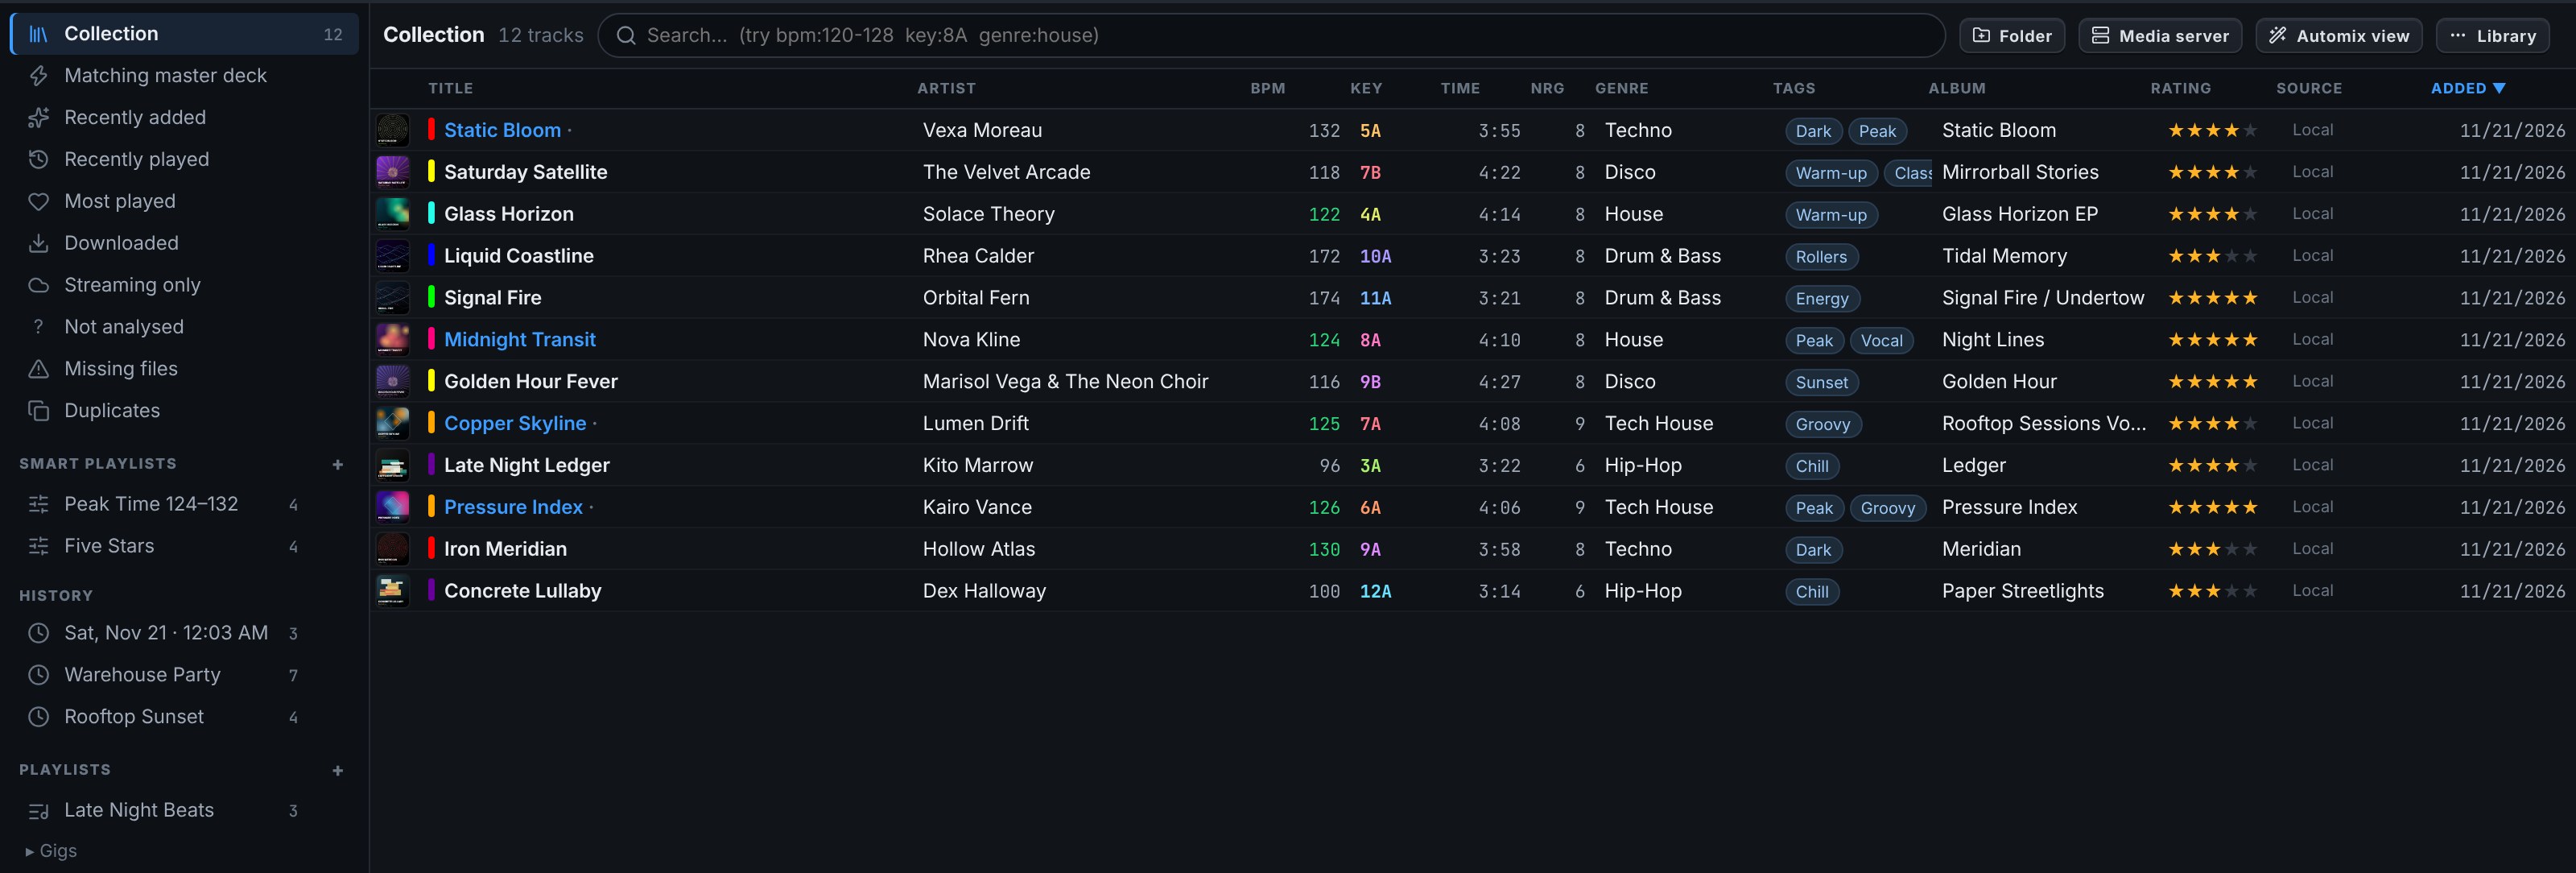 Collection 12
Matching master deck
Recently added
Recently played
Most played
Downloaded
Streaming only
? Not analysed
Missing files
Duplicates
SMART PLAYLISTS +
Peak Time 124–132 4
Five Stars 4
HISTORY
Sat, Nov 21 · 12:03 AM 3
Warehouse Party 7
Rooftop Sunset 4
PLAYLISTS +
Late Night Beats 3
▸ Gigs
Collection 12 tracks Search... (try bpm:120-128 key:8A genre:house) Folder Media server Automix view ··· Library
TITLE ARTIST BPM KEY TIME NRG GENRE TAGS ALBUM RATING SOURCE ADDED ▼
Static Bloom · Vexa Moreau 132 5A 3:55 8 Techno Dark Peak Static Bloom ★★★★★ Local 11/21/2026
Saturday Satellite The Velvet Arcade 118 7B 4:22 8 Disco Warm-up Class Mirrorball Stories ★★★★★ Local 11/21/2026
Glass Horizon Solace Theory 122 4A 4:14 8 House Warm-up Glass Horizon EP ★★★★★ Local 11/21/2026
Liquid Coastline Rhea Calder 172 10A 3:23 8 Drum & Bass Rollers Tidal Memory ★★★★★ Local 11/21/2026
Signal Fire Orbital Fern 174 11A 3:21 8 Drum & Bass Energy Signal Fire / Undertow ★★★★★ Local 11/21/2026
Midnight Transit Nova Kline 124 8A 4:10 8 House Peak Vocal Night Lines ★★★★★ Local 11/21/2026
Golden Hour Fever Marisol Vega & The Neon Choir 116 9B 4:27 8 Disco Sunset Golden Hour ★★★★★ Local 11/21/2026
Copper Skyline · Lumen Drift 125 7A 4:08 9 Tech House Groovy Rooftop Sessions Vo... ★★★★★ Local 11/21/2026
Late Night Ledger Kito Marrow 96 3A 3:22 6 Hip-Hop Chill Ledger ★★★★★ Local 11/21/2026
Pressure Index · Kairo Vance 126 6A 4:06 9 Tech House Peak Groovy Pressure Index ★★★★★ Local 11/21/2026
Iron Meridian Hollow Atlas 130 9A 3:58 8 Techno Dark Meridian ★★★★★ Local 11/21/2026
Concrete Lullaby Dex Halloway 100 12A 3:14 6 Hip-Hop Chill Paper Streetlights ★★★★★ Local 11/21/2026